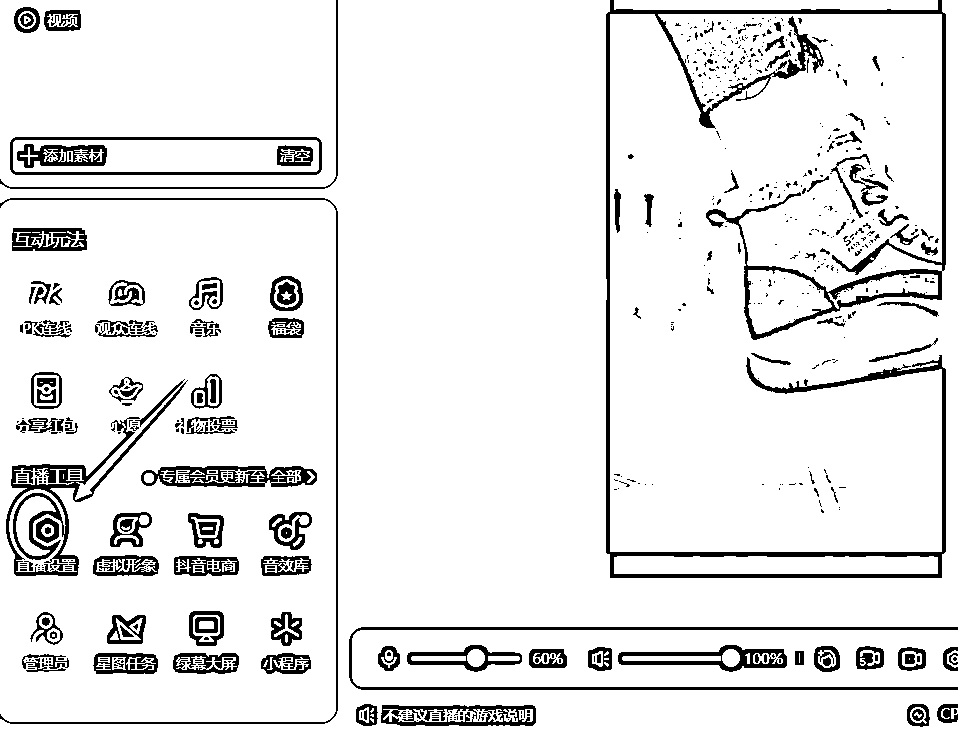 视频
添加素材 清空
互动玩法
PK
PK连线 观众连线 音乐 福袋
分享红包 心愿 礼物投票
直播工具 专属会员更新至 全部
直播设置 虚拟形象 抖音电商 音效库
管理员 星图任务 绿幕大屏 小程序
60% 100%
不建议直播的游戏说明